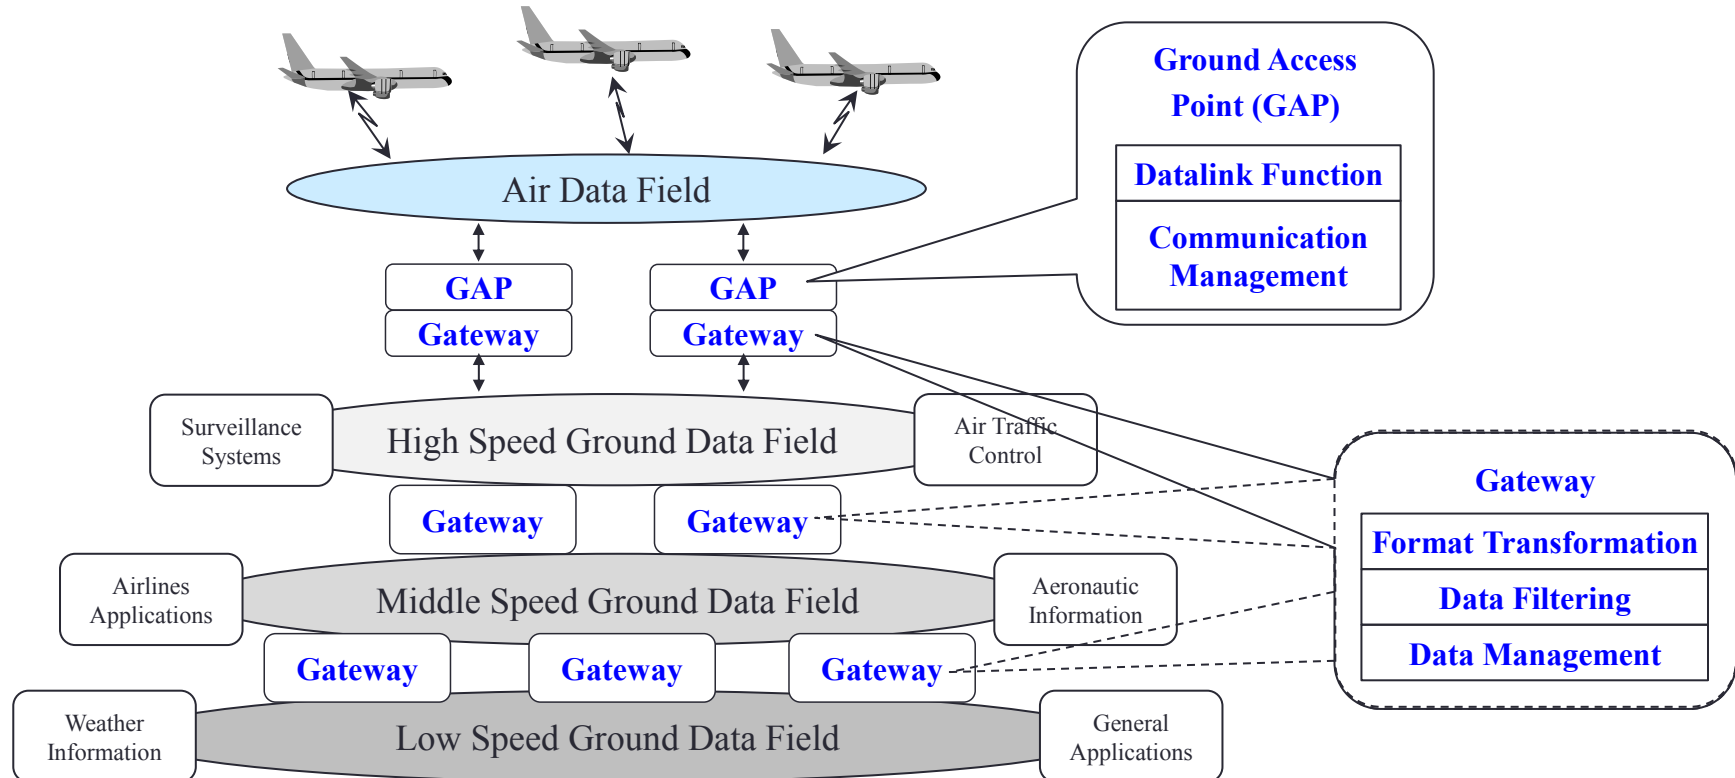 Ground Access
Point (GAP)
Datalink Function
Communication
Management
Air Data Field
GAP
GAP
Gateway
Gateway
Surveillance
Systems
High Speed Ground Data Field
Air Traffic
Control
Gateway
Gateway
Gateway
Format Transformation
Data Filtering
Data Management
Airlines
Applications
Middle Speed Ground Data Field
Aeronautic
Information
Gateway
Gateway
Gateway
Weather
Information
Low Speed Ground Data Field
General
Applications